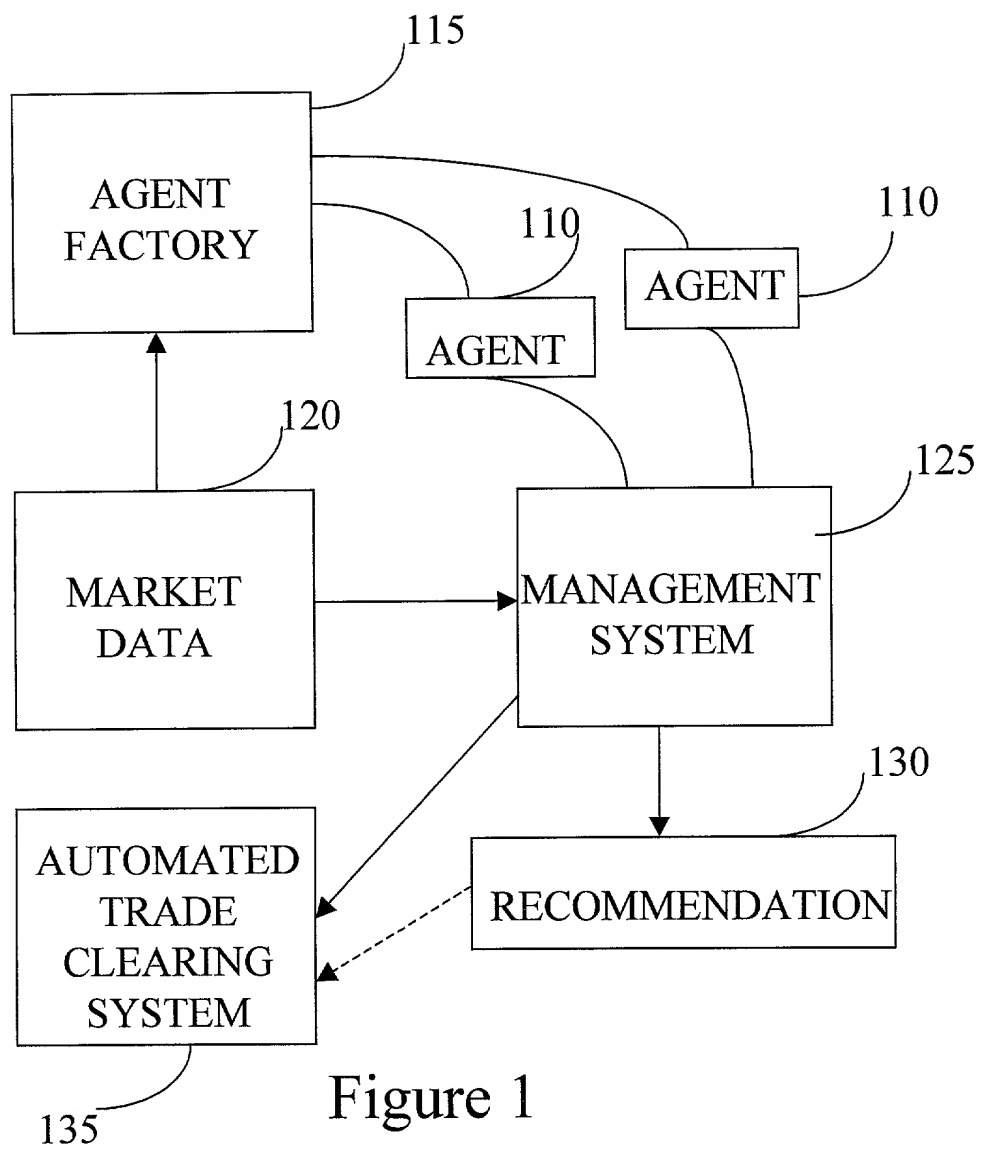 115
AGENT
FACTORY
110
AGENT
110
AGENT
120
MARKET
DATA
125
MANAGEMENT
SYSTEM
130
RECOMMENDATION
AUTOMATED
TRADE
CLEARING
SYSTEM
135
Figure 1